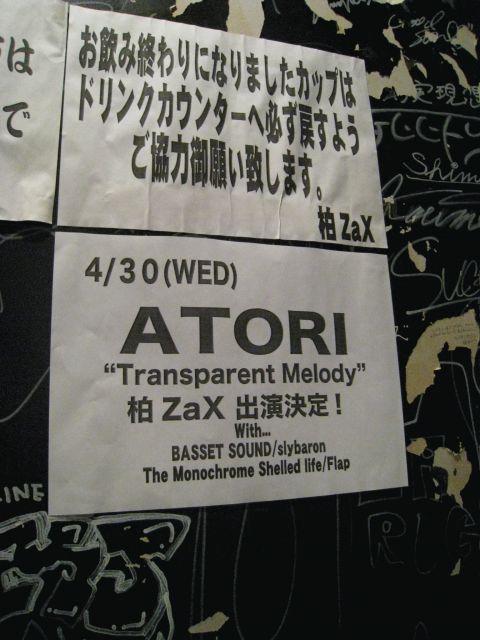 は
で
お飲み終わりになりましたカップは
ドリンクカウンターへ必ず戻すよう
ご協力御願い致します。
柏 ZaX
4/30(WED)
ATORI
“Transparent Melody”
柏 ZaX 出演決定！
With...
BASSET SOUND/slybaron
The Monochrome Shelled life/Flap
INE